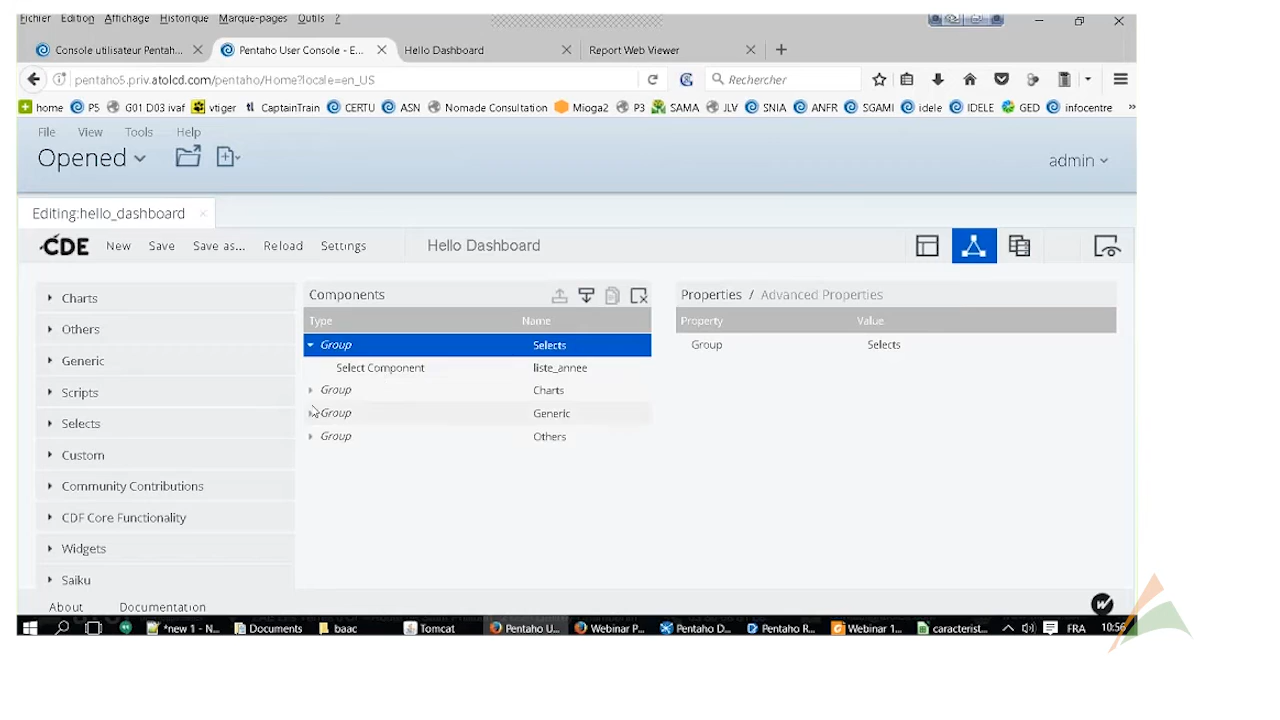 Fichier Edition Affichage Historique Marque-pages Outils ?
Console utilisateur Pentah... Pentaho User Console - E... Hello Dashboard Report Web Viewer
pentaho5.priv.atolcd.com/pentaho/Home?locale=en_US Rechercher
home P5 G01 D03 ivaf vtiger CaptainTrain CERTU ASN Nomade Consultation Mioga2 P3 SAMA JLV SNIA ANFR SGAMI idele IDELE GED infocentre »
File View Tools Help
Opened admin
Editing:hello_dashboard
CDE New Save Save as... Reload Settings Hello Dashboard
Charts
Others
Generic
Scripts
Selects
Custom
Community Contributions
CDF Core Functionality
Widgets
Saiku
Components
Type Name
Group Selects
Select Component liste_annee
Group Charts
Group Generic
Group Others
Properties / Advanced Properties
Property Value
Group Selects
About Documentation
*new 1 - N... Documents baac Tomcat Pentaho U... Webinar P... Pentaho D... Pentaho R... Webinar 1... caracterist... FRA 10:56